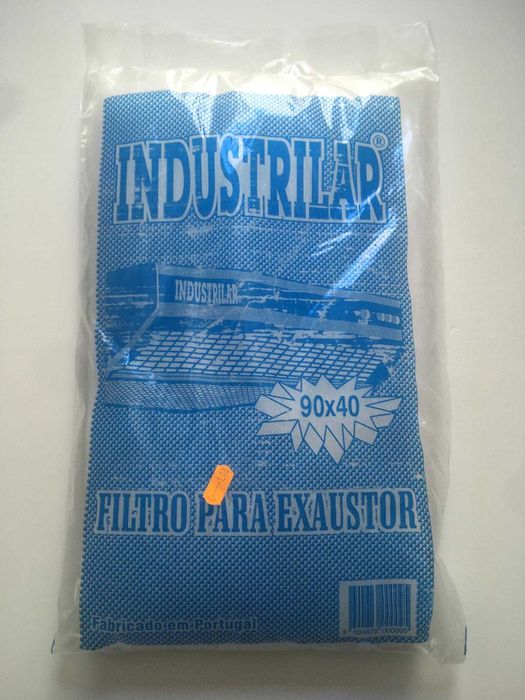 INDUSTRILAR®
INDUSTRILAR
90x40
FILTRO PARA EXAUSTOR
Fabricado em Portugal